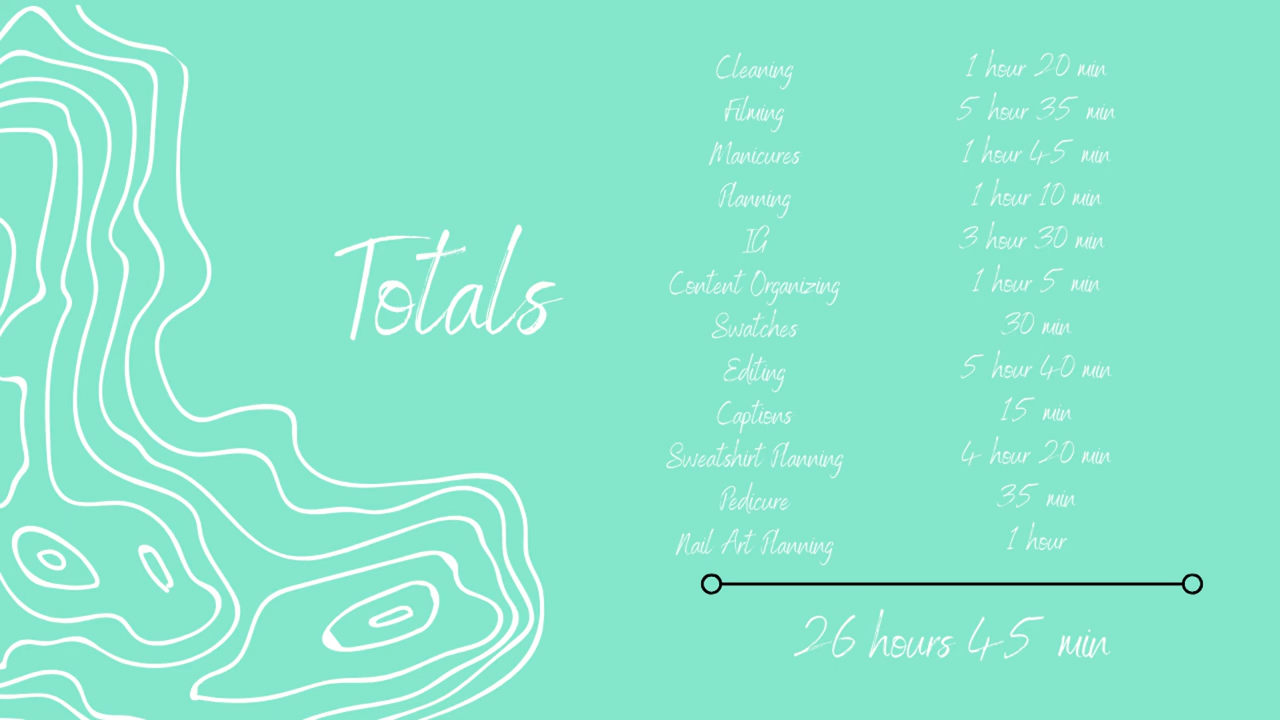 Totals
Cleaning 1 hour 20 min
Filming 5 hour 35 min
Manicures 1 hour 45 min
Planning 1 hour 10 min
IG 3 hour 30 min
Content Organizing 1 hour 5 min
Swatches 30 min
Editing 5 hour 40 min
Captions 15 min
Sweatshirt Planning 4 hour 20 min
Pedicure 35 min
Nail Art Planning 1 hour
26 hours 45 min